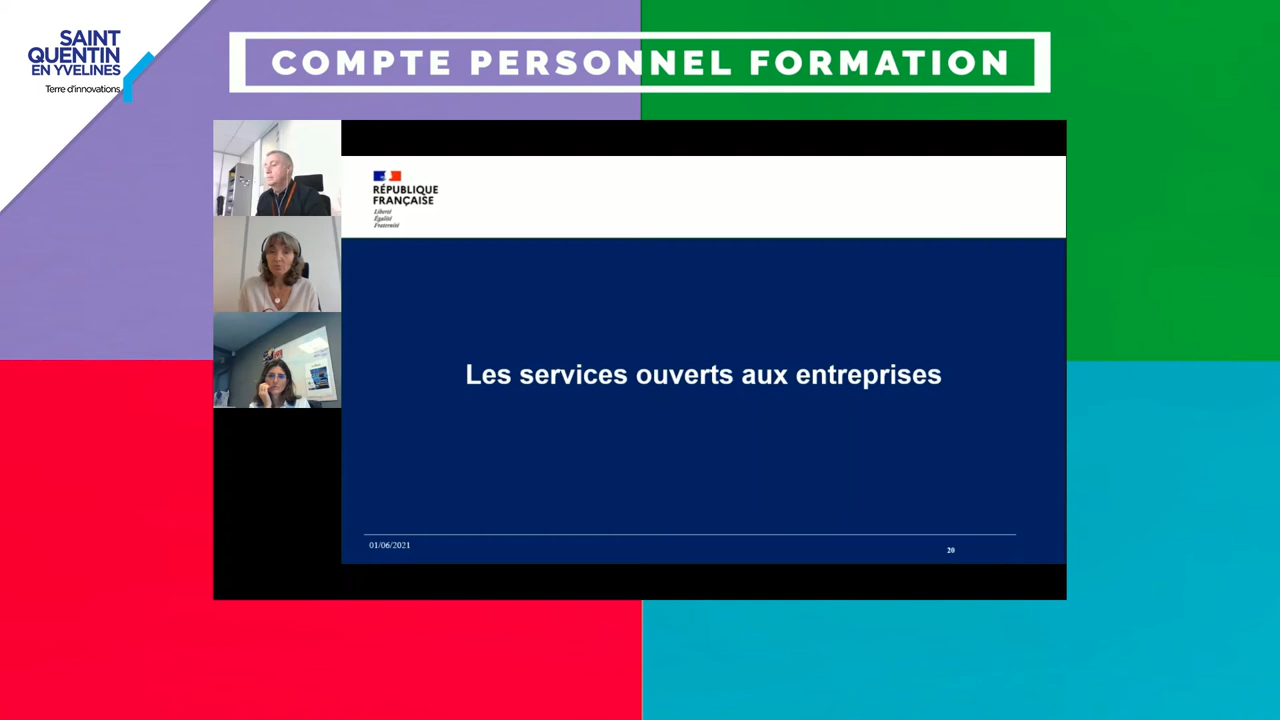 SAINT
QUENTIN
EN YVELINES
Terre d'innovations
COMPTE PERSONNEL FORMATION
RÉPUBLIQUE
FRANÇAISE
Liberté
Égalité
Fraternité
Les services ouverts aux entreprises
01/06/2021
20